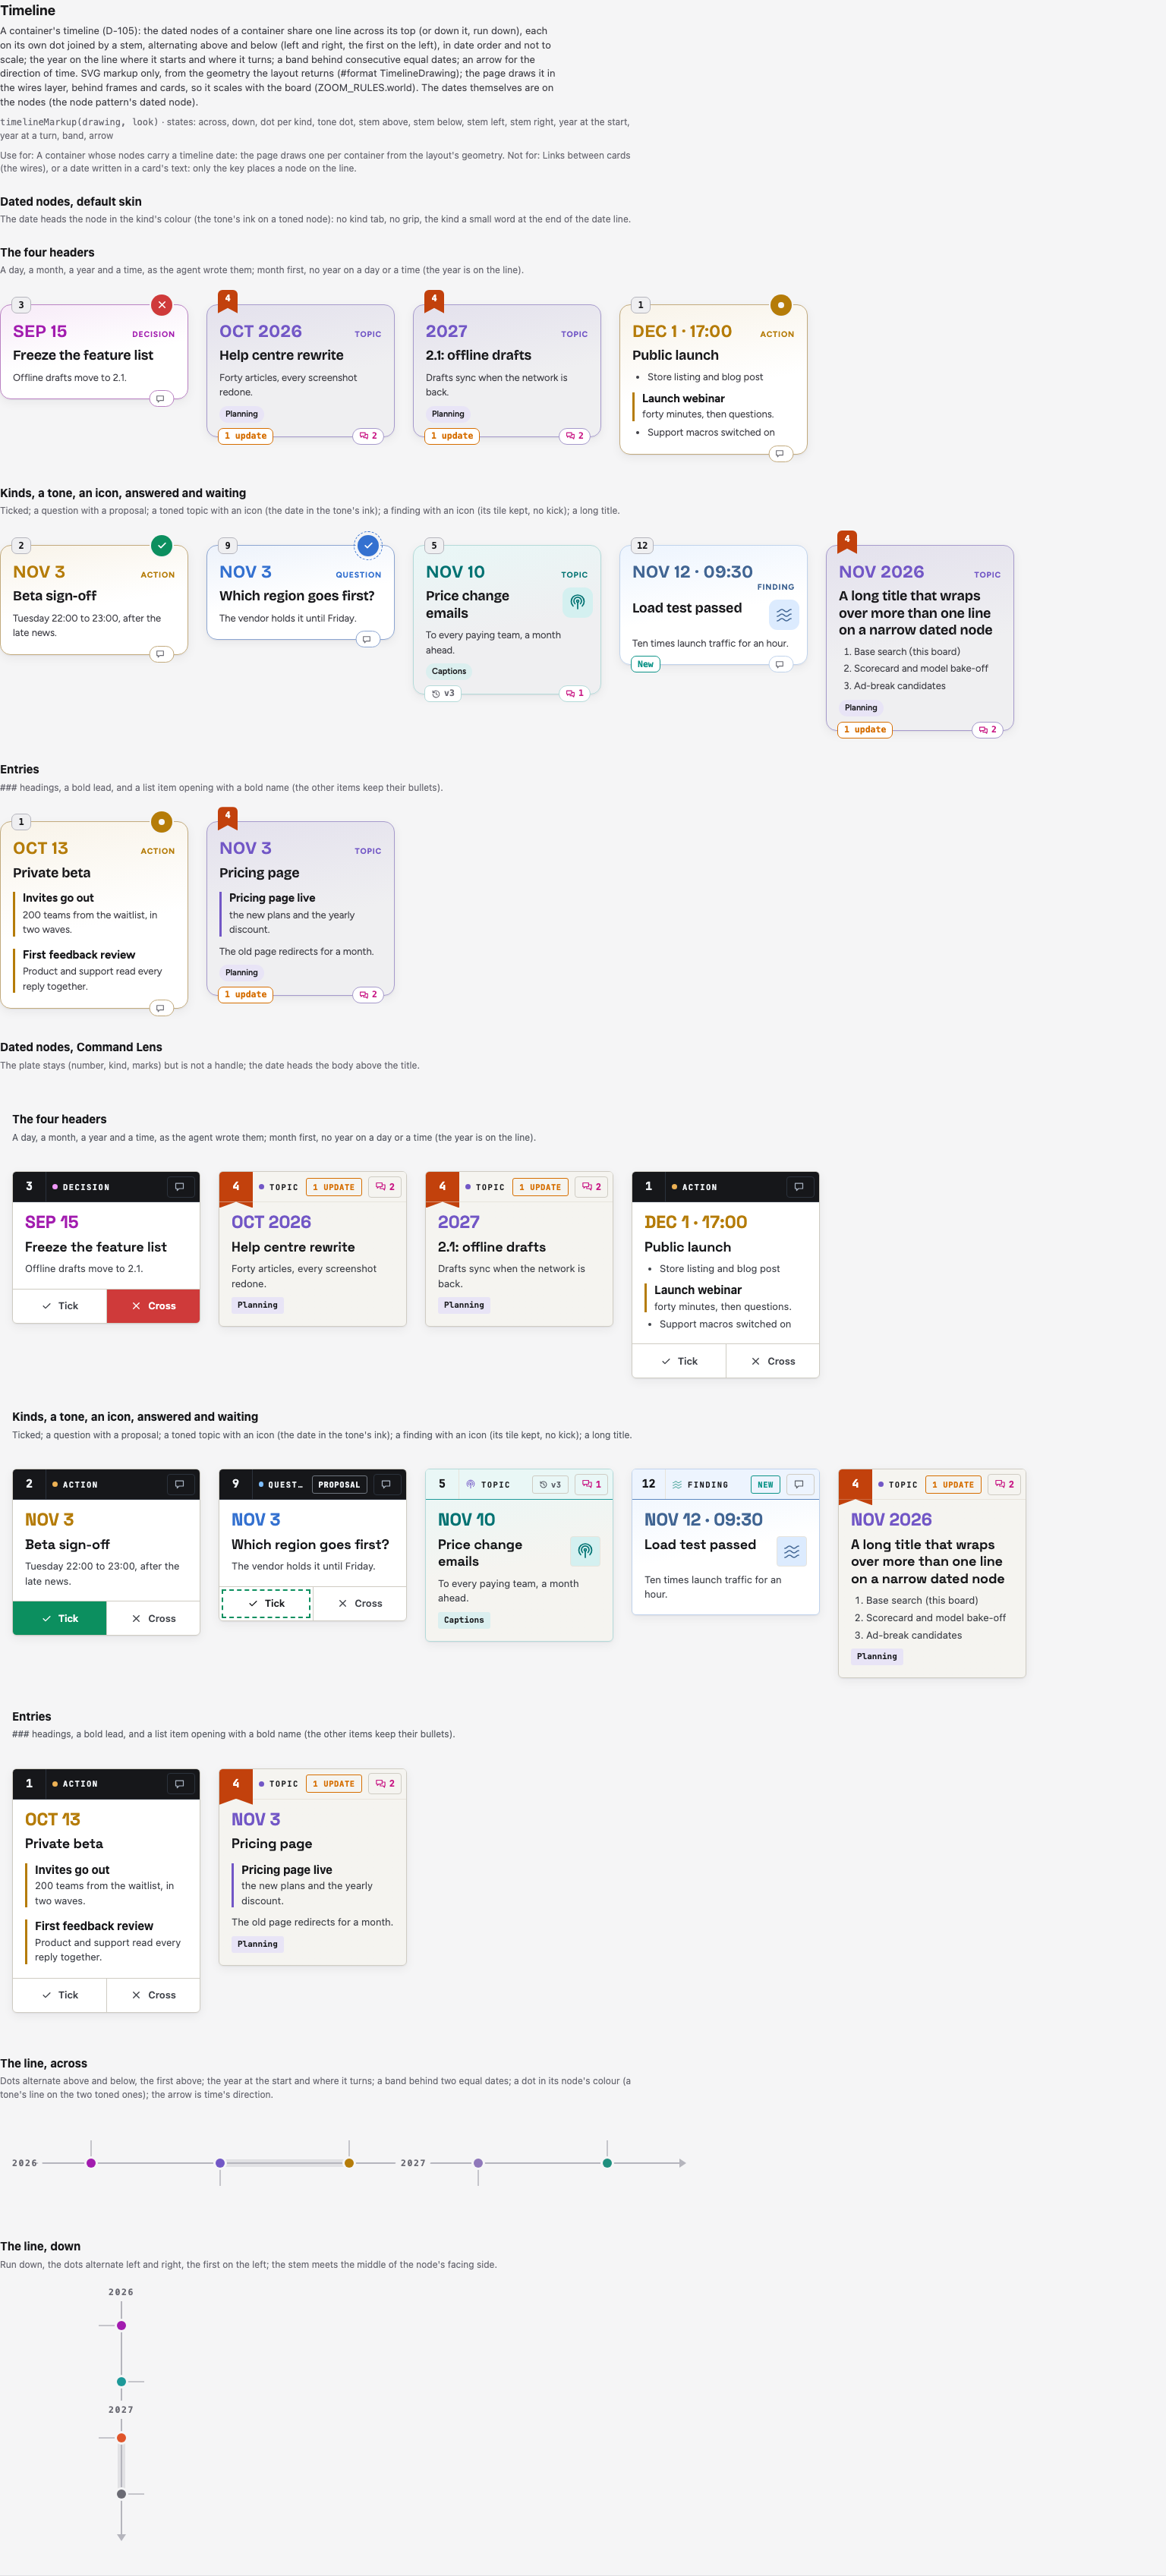 Timeline
A container's timeline (D-105): the dated nodes of a container share one line across its top (or down it, run down), each
on its own dot joined by a stem, alternating above and below (left and right, the first on the left), in date order and not to
scale; the year on the line where it starts and where it turns; a band behind consecutive equal dates; an arrow for the
direction of time. SVG markup only, from the geometry the layout returns (#format TimelineDrawing); the page draws it in
the wires layer, behind frames and cards, so it scales with the board (ZOOM_RULES.world). The dates themselves are on
the nodes (the node pattern's dated node).
timelineMarkup(drawing, look) · states: across, down, dot per kind, tone dot, stem above, stem below, stem left, stem right, year at the start,
year at a turn, band, arrow
Use for: A container whose nodes carry a timeline date: the page draws one per container from the layout's geometry. Not for: Links between cards
(the wires), or a date written in a card's text: only the key places a node on the line.
Dated nodes, default skin
The date heads the node in the kind's colour (the tone's ink on a toned node): no kind tab, no grip, the kind a small word at the end of the date line.
The four headers
A day, a month, a year and a time, as the agent wrote them; month first, no year on a day or a time (the year is on the line).
3
SEP 15
DECISION
Freeze the feature list
Offline drafts move to 2.1.
4
OCT 2026
TOPIC
Help centre rewrite
Forty articles, every screenshot
redone.
Planning
1 update
2
4
2027
TOPIC
2.1: offline drafts
Drafts sync when the network is
back.
Planning
1 update
2
1
DEC 1 · 17:00
ACTION
Public launch
• Store listing and blog post
Launch webinar
forty minutes, then questions.
• Support macros switched on
Kinds, a tone, an icon, answered and waiting
Ticked; a question with a proposal; a toned topic with an icon (the date in the tone's ink); a finding with an icon (its tile kept, no kick); a long title.
2
NOV 3
ACTION
Beta sign-off
Tuesday 22:00 to 23:00, after the
late news.
9
NOV 3
QUESTION
Which region goes first?
The vendor holds it until Friday.
5
NOV 10
TOPIC
Price change
emails
To every paying team, a month
ahead.
Captions
v3
1
12
NOV 12 · 09:30
FINDING
Load test passed
Ten times launch traffic for an hour.
New
4
NOV 2026
TOPIC
A long title that wraps
over more than one line
on a narrow dated node
1. Base search (this board)
2. Scorecard and model bake-off
3. Ad-break candidates
Planning
1 update
2
Entries
### headings, a bold lead, and a list item opening with a bold name (the other items keep their bullets).
1
OCT 13
ACTION
Private beta
Invites go out
200 teams from the waitlist, in
two waves.
First feedback review
Product and support read every
reply together.
4
NOV 3
TOPIC
Pricing page
Pricing page live
the new plans and the yearly
discount.
The old page redirects for a month.
Planning
1 update
2
Dated nodes, Command Lens
The plate stays (number, kind, marks) but is not a handle; the date heads the body above the title.
The four headers
A day, a month, a year and a time, as the agent wrote them; month first, no year on a day or a time (the year is on the line).
3
DECISION
SEP 15
Freeze the feature list
Offline drafts move to 2.1.
Tick
Cross
4
TOPIC
1 UPDATE
2
OCT 2026
Help centre rewrite
Forty articles, every screenshot
redone.
Planning
4
TOPIC
1 UPDATE
2
2027
2.1: offline drafts
Drafts sync when the network is
back.
Planning
1
ACTION
DEC 1 · 17:00
Public launch
• Store listing and blog post
Launch webinar
forty minutes, then questions.
• Support macros switched on
Tick
Cross
Kinds, a tone, an icon, answered and waiting
Ticked; a question with a proposal; a toned topic with an icon (the date in the tone's ink); a finding with an icon (its tile kept, no kick); a long title.
2
ACTION
NOV 3
Beta sign-off
Tuesday 22:00 to 23:00, after the
late news.
Tick
Cross
9
QUEST…
PROPOSAL
NOV 3
Which region goes first?
The vendor holds it until Friday.
Tick
Cross
5
TOPIC
v3
1
NOV 10
Price change
emails
To every paying team, a month
ahead.
Captions
12
FINDING
NEW
NOV 12 · 09:30
Load test passed
Ten times launch traffic for an
hour.
4
TOPIC
1 UPDATE
2
NOV 2026
A long title that wraps
over more than one line
on a narrow dated node
1. Base search (this board)
2. Scorecard and model bake-off
3. Ad-break candidates
Planning
Entries
### headings, a bold lead, and a list item opening with a bold name (the other items keep their bullets).
1
ACTION
OCT 13
Private beta
Invites go out
200 teams from the waitlist, in
two waves.
First feedback review
Product and support read every
reply together.
Tick
Cross
4
TOPIC
1 UPDATE
2
NOV 3
Pricing page
Pricing page live
the new plans and the yearly
discount.
The old page redirects for a month.
Planning
The line, across
Dots alternate above and below, the first above; the year at the start and where it turns; a band behind two equal dates; a dot in its node's colour (a
tone's line on the two toned ones); the arrow is time's direction.
2026
2027
The line, down
Run down, the dots alternate left and right, the first on the left; the stem meets the middle of the node's facing side.
2026
2027